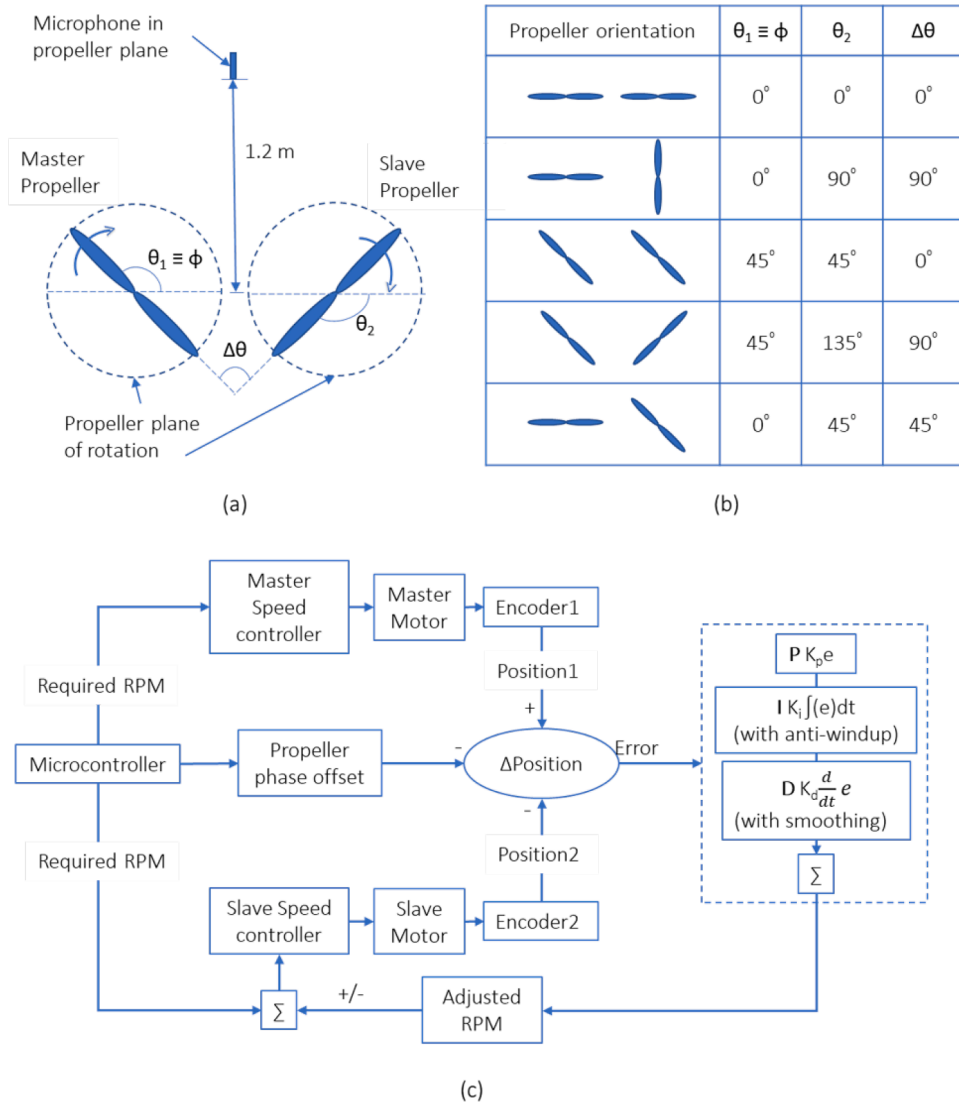 Microphone in
propeller plane
1.2 m
Master
Propeller
Slave
Propeller
θ₁ ≡ ϕ
θ₂
Δθ
Propeller plane
of rotation
(a)
Propeller orientation θ₁ ≡ ϕ θ₂ Δθ
0° 0° 0°
0° 90° 90°
45° 45° 0°
45° 135° 90°
0° 45° 45°
(b)
Master
Speed
controller
Master
Motor
Encoder1
Required RPM
Position1
+
Microcontroller
Propeller
phase offset
-
ΔPosition
Error
P Kₚe
I Kᵢ∫(e)dt
(with anti-windup)
D K_d d/dt e
(with smoothing)
∑
-
Required RPM
Position2
Slave Speed
controller
Slave
Motor
Encoder2
∑
+/-
Adjusted
RPM
(c)